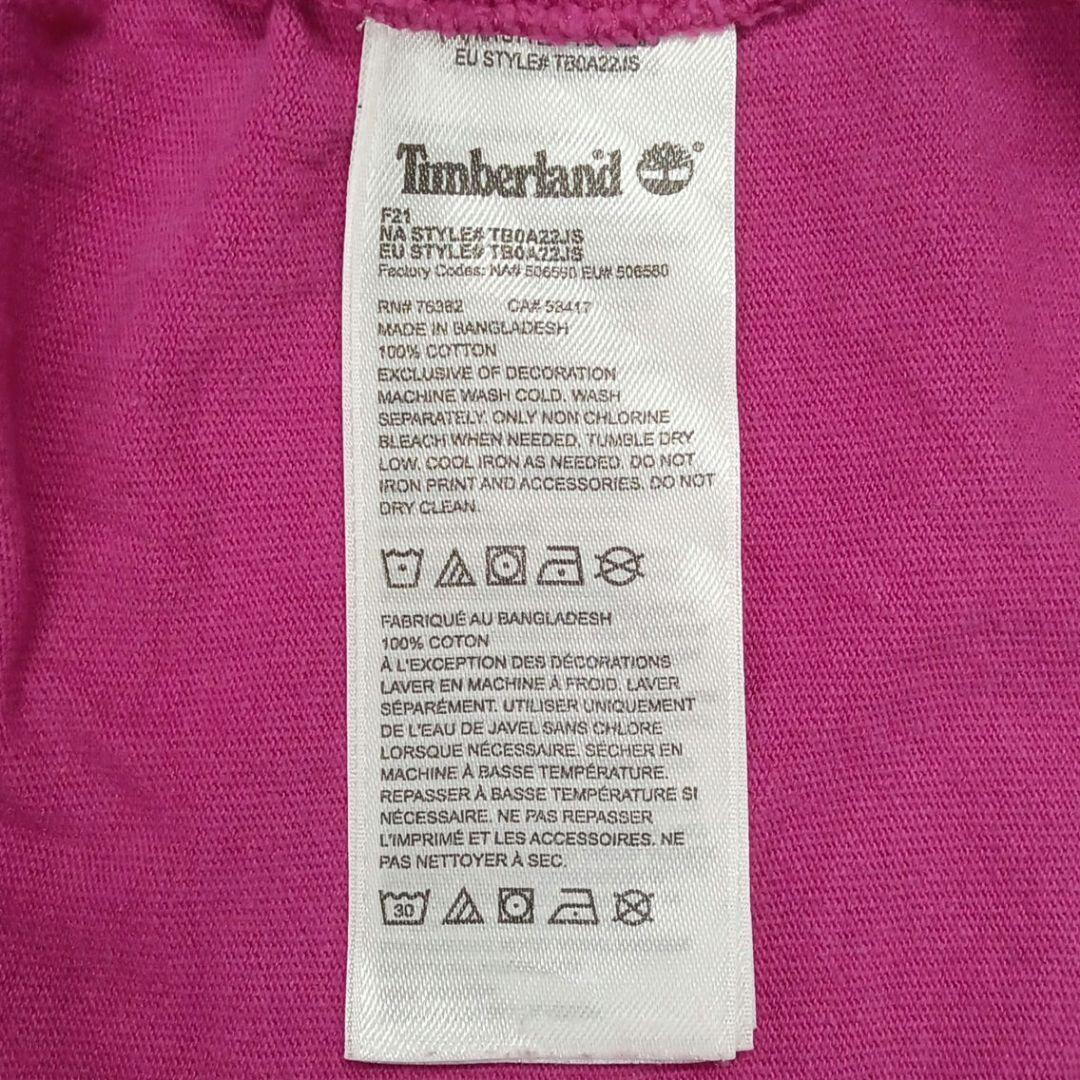 EU STYLE# TB0A22JS
Timberland®
F21
NA STYLE# TB0A22JS
EU STYLE# TB0A22JS
Factory Codes: NA# 506560 EU# 506560
RN# 76382 CA# 53417
MADE IN BANGLADESH
100% COTTON
EXCLUSIVE OF DECORATION
MACHINE WASH COLD. WASH
SEPARATELY. ONLY NON CHLORINE
BLEACH WHEN NEEDED. TUMBLE DRY
LOW. COOL IRON AS NEEDED. DO NOT
IRON PRINT AND ACCESSORIES. DO NOT
DRY CLEAN.
FABRIQUÉ AU BANGLADESH
100% COTON
À L'EXCEPTION DES DÉCORATIONS
LAVER EN MACHINE À FROID. LAVER
SÉPARÉMENT. UTILISER UNIQUEMENT
DE L'EAU DE JAVEL SANS CHLORE
LORSQUE NÉCESSAIRE. SÉCHER EN
MACHINE À BASSE TEMPÉRATURE.
REPASSER À BASSE TEMPÉRATURE SI
NÉCESSAIRE. NE PAS REPASSER
L'IMPRIMÉ ET LES ACCESSOIRES. NE
PAS NETTOYER À SEC.
30